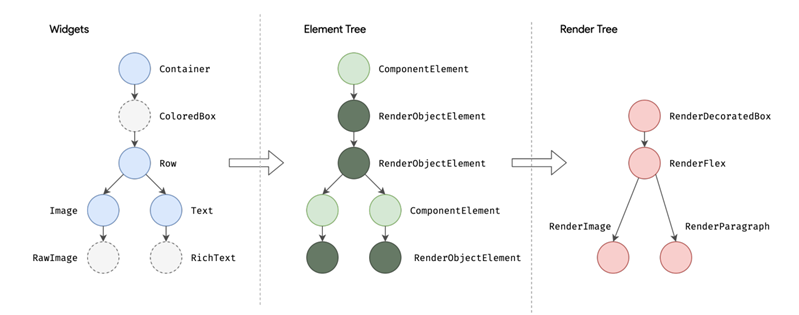 Widgets
Element Tree
Render Tree
Container
ComponentElement
ColoredBox
RenderObjectElement
RenderDecoratedBox
Row
RenderObjectElement
RenderFlex
Image
Text
ComponentElement
RenderImage
RenderParagraph
RawImage
RichText
RenderObjectElement